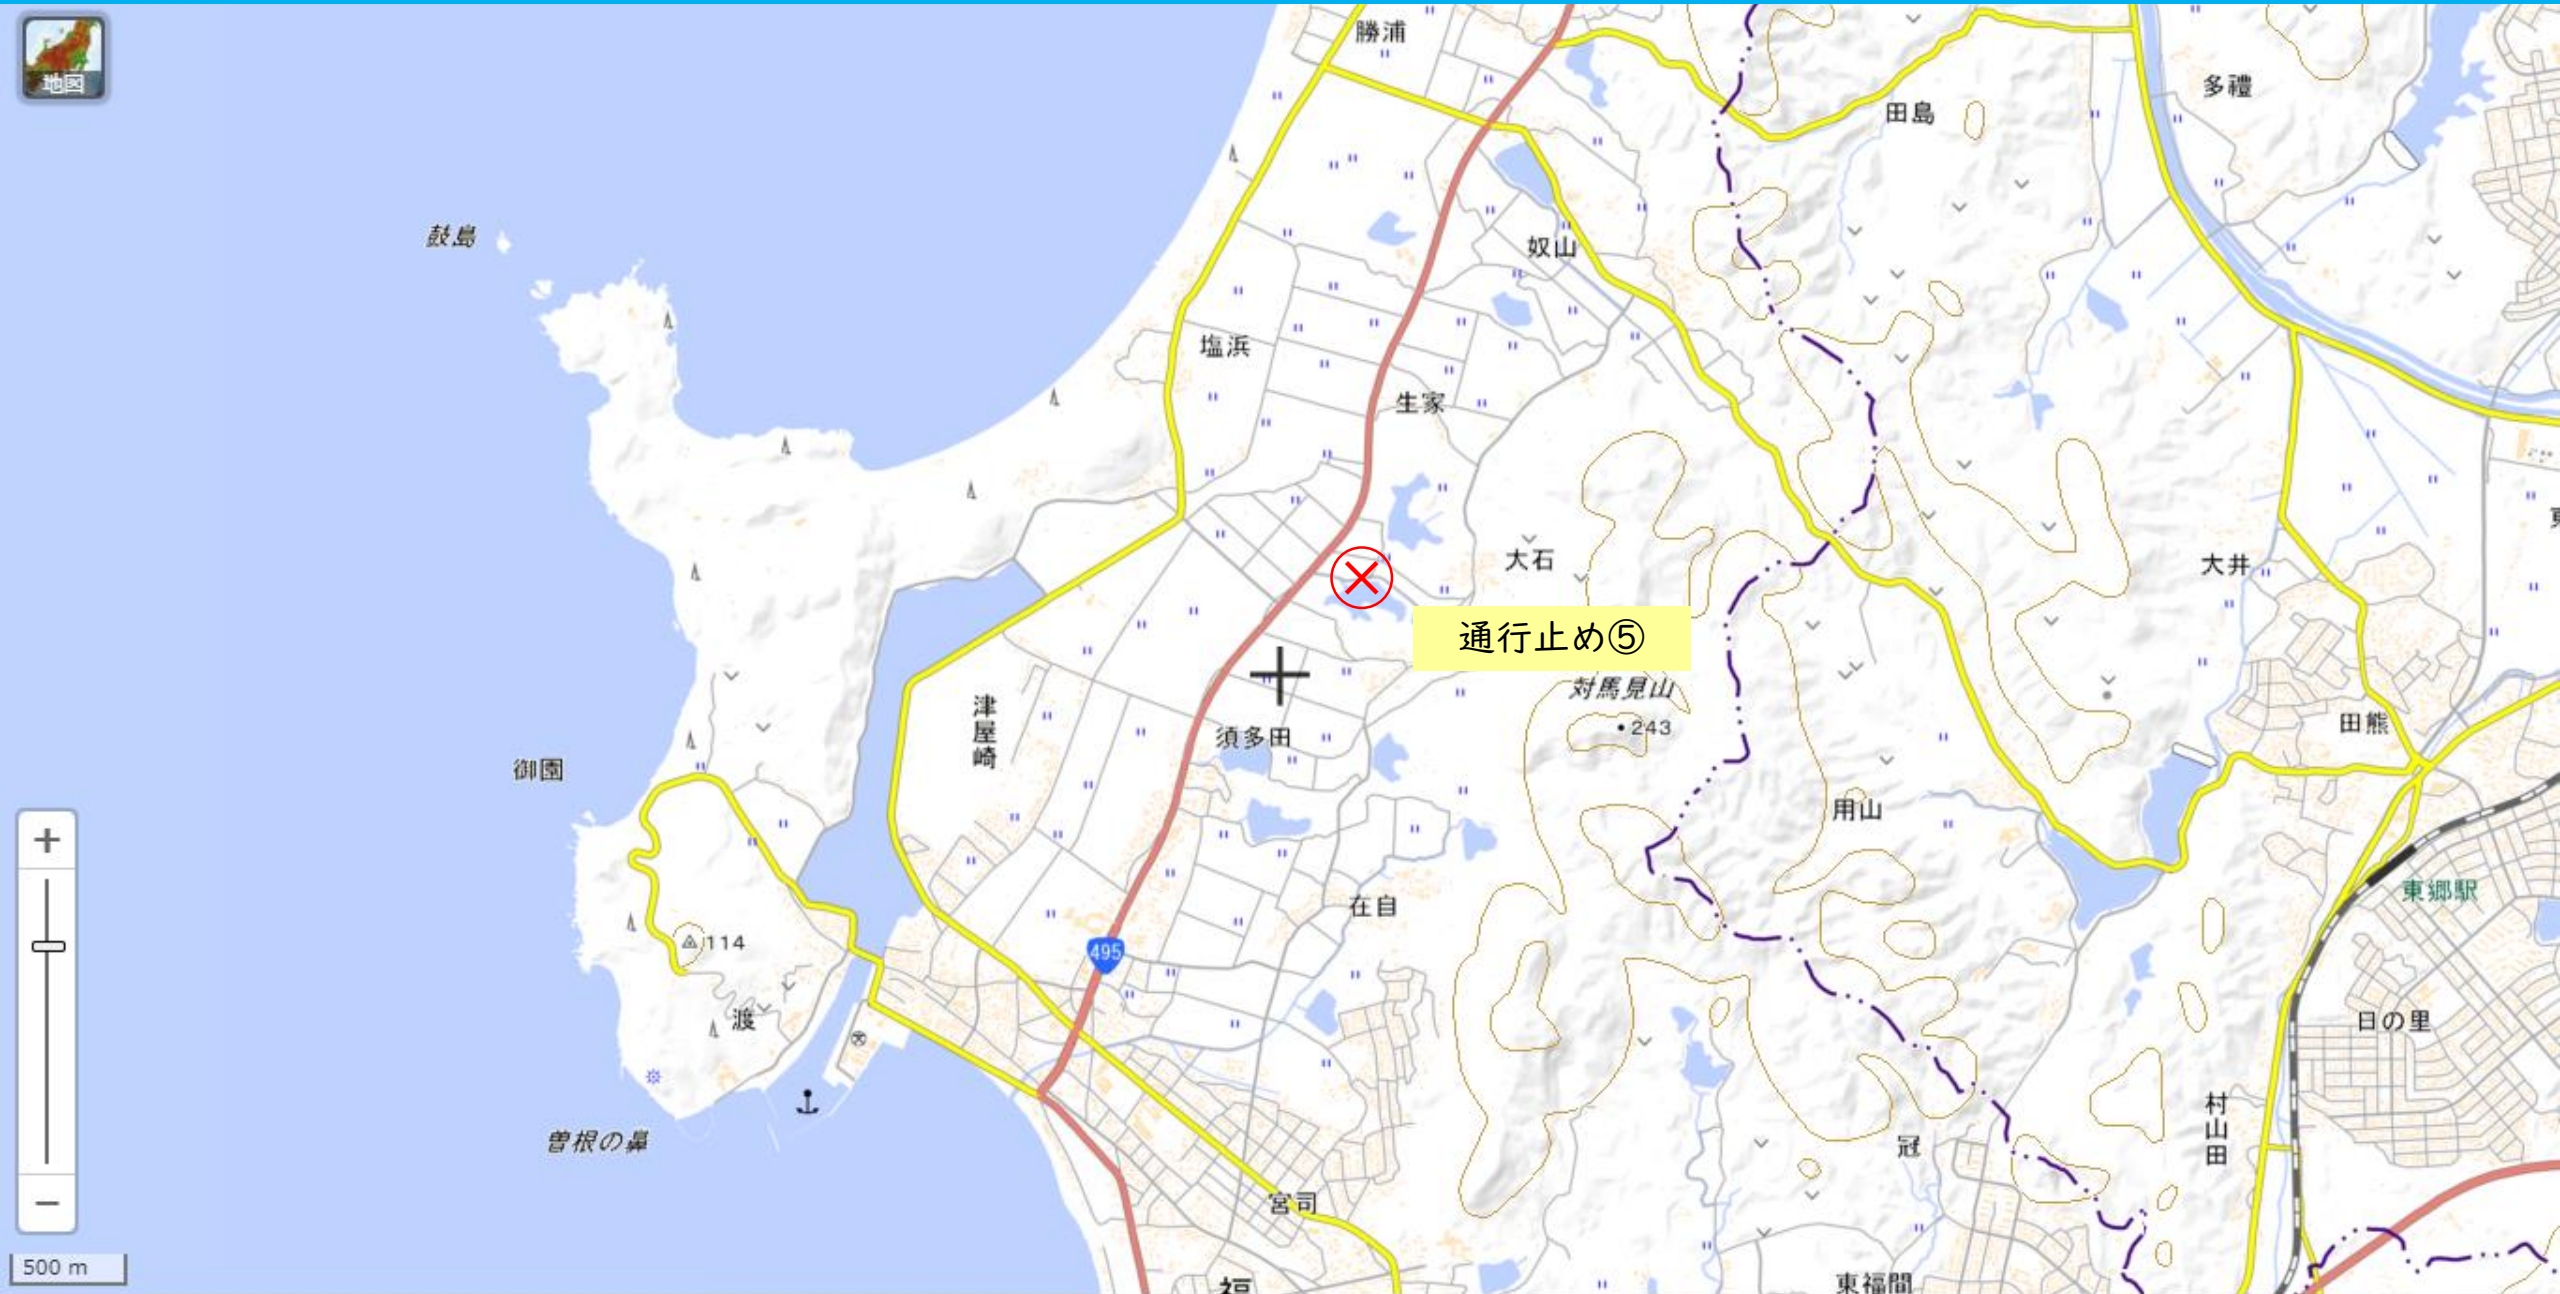 地図
勝浦
多禮
田島
鼓島
奴山
塩浜
生家
大石
大井
通行止め⑤
対馬見山
243
津屋崎
須多田
田熊
御園
用山
東郷駅
在自
114
495
渡
日の里
村山田
曽根の鼻
冠
宮司
500 m
東福間